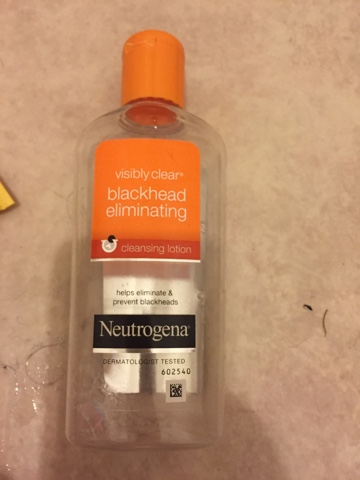 visibly clear®
blackhead
eliminating
cleansing lotion
helps eliminate &
prevent blackheads
Neutrogena®
DERMATOLOGIST TESTED
602540